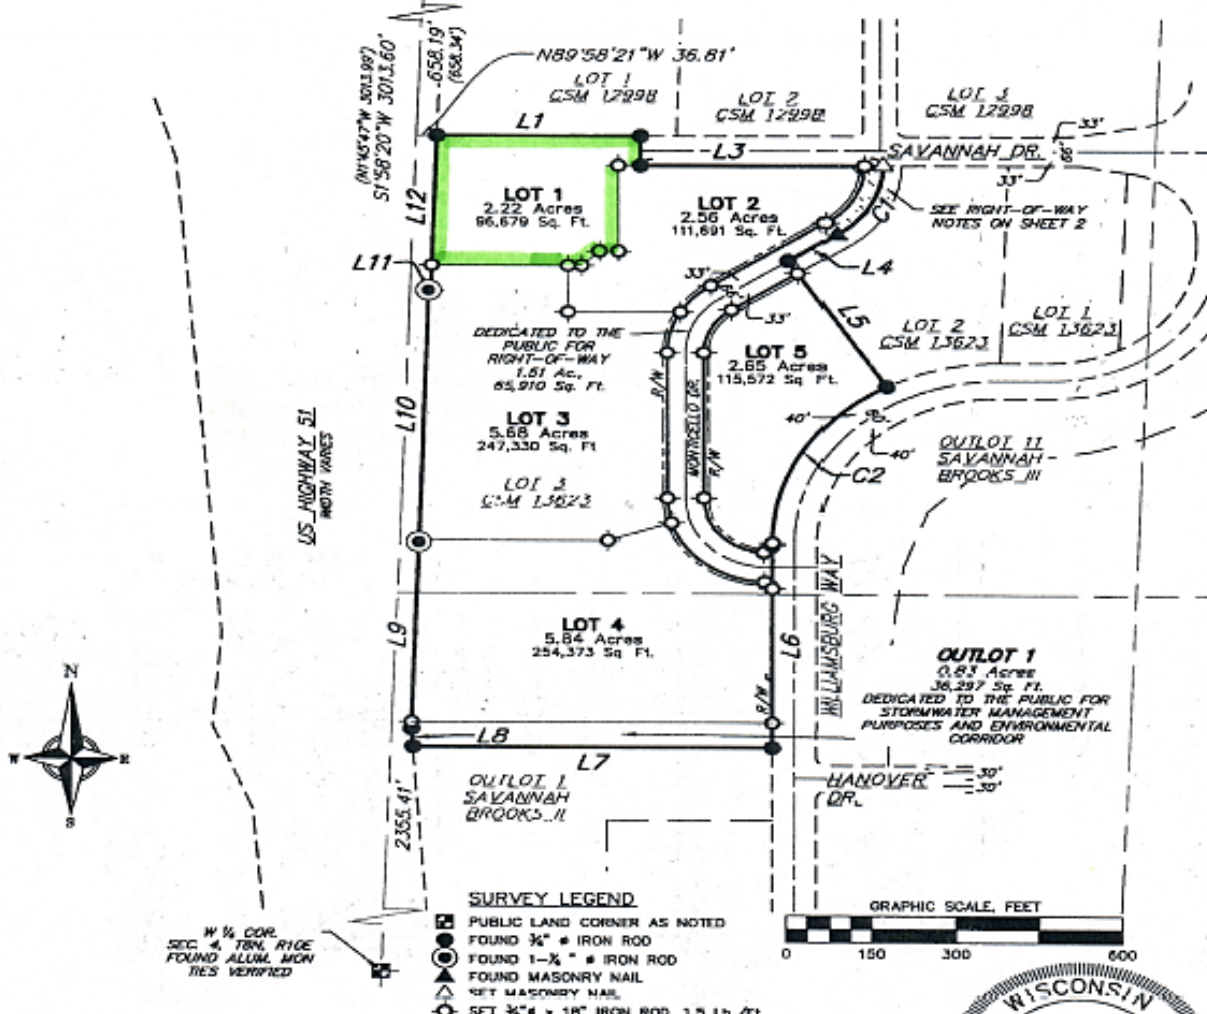 N89°58'21"W 36.81'
658.19'
(658.34')
(N1°45'47"W 3013.99')
S1°58'20"W 3013.60'
LOT 1
CSM 12998
LOT 2
CSM 12998
LOT 3
CSM 12998
33'
66'
33'
L1
L3
SAVANNAH DR.
L12
LOT 1
2.22 Acres
96,679 Sq. Ft.
LOT 2
2.56 Acres
111,691 Sq. Ft.
C1
SEE RIGHT-OF-WAY
NOTES ON SHEET 2
L11
L4
33'
33'
L5
LOT 2
CSM 13623
LOT 1
CSM 13623
DEDICATED TO THE
PUBLIC FOR
RIGHT-OF-WAY
1.51 Ac.,
65,910 Sq. Ft.
LOT 5
2.65 Acres
115,572 Sq. Ft.
R/W
MONTICELLO DR.
R/W
L10
US HIGHWAY 51
WIDTH VARIES
LOT 3
5.68 Acres
247,330 Sq. Ft
40'
40'
C2
OUTLOT 11
SAVANNAH
BROOKS III
LOT 3
CSM 13623
WILLIAMSBURG WAY
L9
LOT 4
5.84 Acres
254,373 Sq. Ft.
L6
R/W
OUTLOT 1
0.83 Acres
36,297 Sq. Ft.
DEDICATED TO THE PUBLIC FOR
STORMWATER MANAGEMENT
PURPOSES AND ENVIRONMENTAL
CORRIDOR
N
W
E
S
L8
L7
OUTLOT 1
SAVANNAH
BROOKS II
HANOVER
DR.
30'
30'
2355.41'
W ¼ COR.
SEC. 4, T8N, R10E
FOUND ALUM. MON
TIES VERIFIED
SURVEY LEGEND
PUBLIC LAND CORNER AS NOTED
FOUND ¾" ø IRON ROD
FOUND 1-¼ " ø IRON ROD
FOUND MASONRY NAIL
SET MASONRY NAIL
SET ¾"ø x 18" IRON ROD, 1.5 Lb./Ft.
GRAPHIC SCALE, FEET
0 150 300 600
WISCONSIN